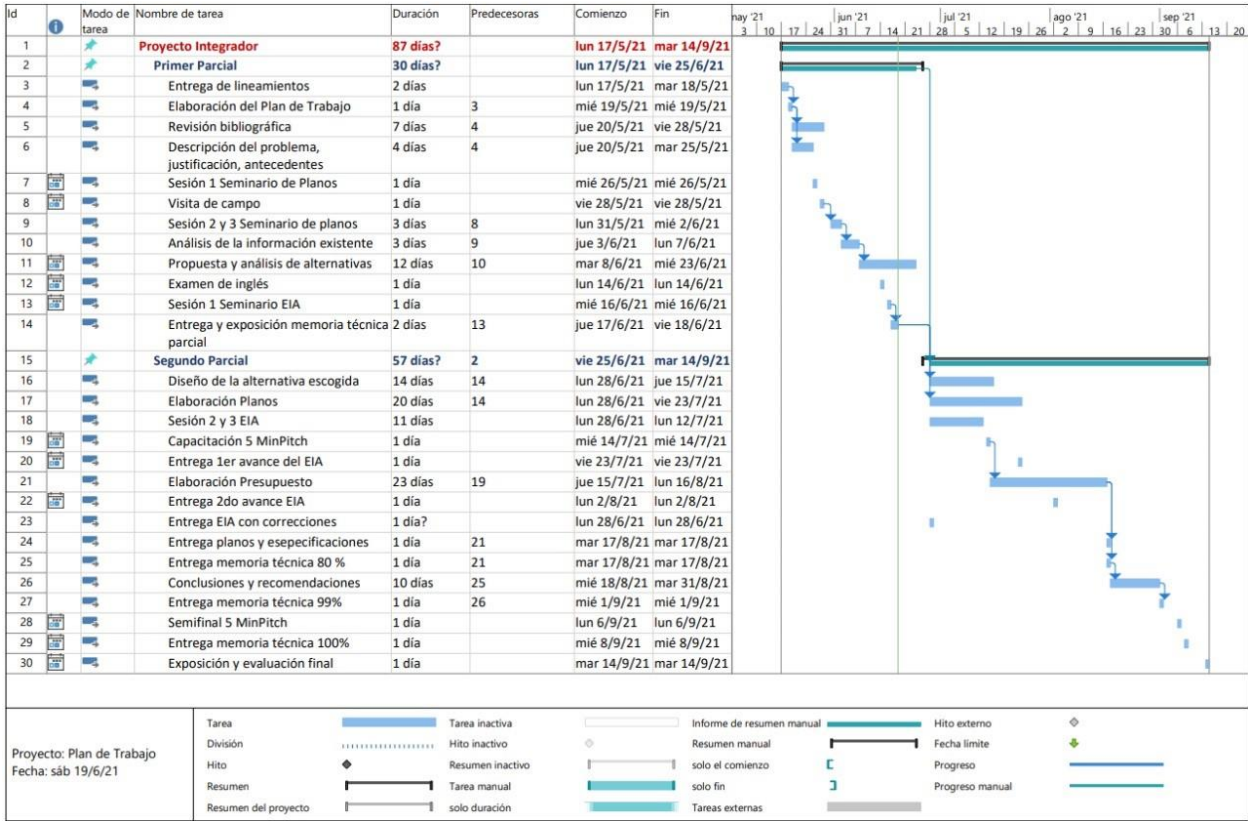 Id Modo de tarea Nombre de tarea Duración Predecesoras Comienzo Fin
may '21 jun '21 jul '21 ago '21 sep '21
3 10 17 24 31 7 14 21 28 5 12 19 26 2 9 16 23 30 6 13 20
1 Proyecto Integrador 87 días? lun 17/5/21 mar 14/9/21
2 Primer Parcial 30 días? lun 17/5/21 vie 25/6/21
3 Entrega de lineamientos 2 días lun 17/5/21 mar 18/5/21
4 Elaboración del Plan de Trabajo 1 día 3 mié 19/5/21 mié 19/5/21
5 Revisión bibliográfica 7 días 4 jue 20/5/21 vie 28/5/21
6 Descripción del problema, justificación, antecedentes 4 días 4 jue 20/5/21 mar 25/5/21
7 Sesión 1 Seminario de Planos 1 día mié 26/5/21 mié 26/5/21
8 Visita de campo 1 día vie 28/5/21 vie 28/5/21
9 Sesión 2 y 3 Seminario de planos 3 días 8 lun 31/5/21 mié 2/6/21
10 Análisis de la información existente 3 días 9 jue 3/6/21 lun 7/6/21
11 Propuesta y análisis de alternativas 12 días 10 mar 8/6/21 mié 23/6/21
12 Examen de inglés 1 día lun 14/6/21 lun 14/6/21
13 Sesión 1 Seminario EIA 1 día mié 16/6/21 mié 16/6/21
14 Entrega y exposición memoria técnica parcial 2 días 13 jue 17/6/21 vie 18/6/21
15 Segundo Parcial 57 días? 2 vie 25/6/21 mar 14/9/21
16 Diseño de la alternativa escogida 14 días 14 lun 28/6/21 jue 15/7/21
17 Elaboración Planos 20 días 14 lun 28/6/21 vie 23/7/21
18 Sesión 2 y 3 EIA 11 días lun 28/6/21 lun 12/7/21
19 Capacitación 5 MinPitch 1 día mié 14/7/21 mié 14/7/21
20 Entrega 1er avance del EIA 1 día vie 23/7/21 vie 23/7/21
21 Elaboración Presupuesto 23 días 19 jue 15/7/21 lun 16/8/21
22 Entrega 2do avance EIA 1 día lun 2/8/21 lun 2/8/21
23 Entrega EIA con correcciones 1 día? lun 28/6/21 lun 28/6/21
24 Entrega planos y esepecificaciones 1 día 21 mar 17/8/21 mar 17/8/21
25 Entrega memoria técnica 80 % 1 día 21 mar 17/8/21 mar 17/8/21
26 Conclusiones y recomendaciones 10 días 25 mié 18/8/21 mar 31/8/21
27 Entrega memoria técnica 99% 1 día 26 mié 1/9/21 mié 1/9/21
28 Semifinal 5 MinPitch 1 día lun 6/9/21 lun 6/9/21
29 Entrega memoria técnica 100% 1 día mié 8/9/21 mié 8/9/21
30 Exposición y evaluación final 1 día mar 14/9/21 mar 14/9/21
Proyecto: Plan de Trabajo
Fecha: sáb 19/6/21
Tarea Tarea inactiva Informe de resumen manual Hito externo
División Hito inactivo Resumen manual Fecha límite
Hito Resumen inactivo solo el comienzo Progreso
Resumen Tarea manual solo fin Progreso manual
Resumen del proyecto solo duración Tareas externas